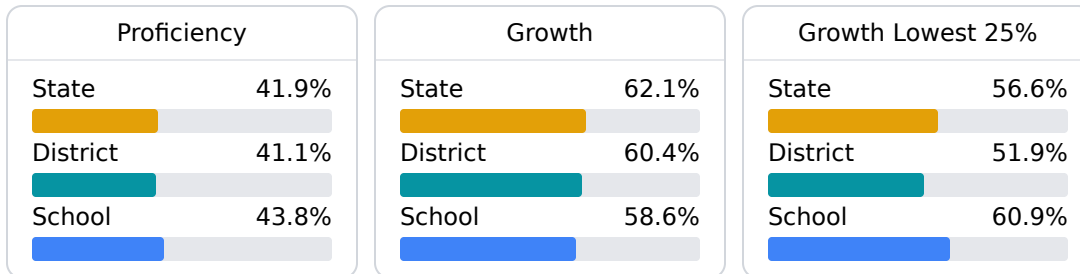 Proficiency
State 41.9%
District 41.1%
School 43.8%
Growth
State 62.1%
District 60.4%
School 58.6%
Growth Lowest 25%
State 56.6%
District 51.9%
School 60.9%